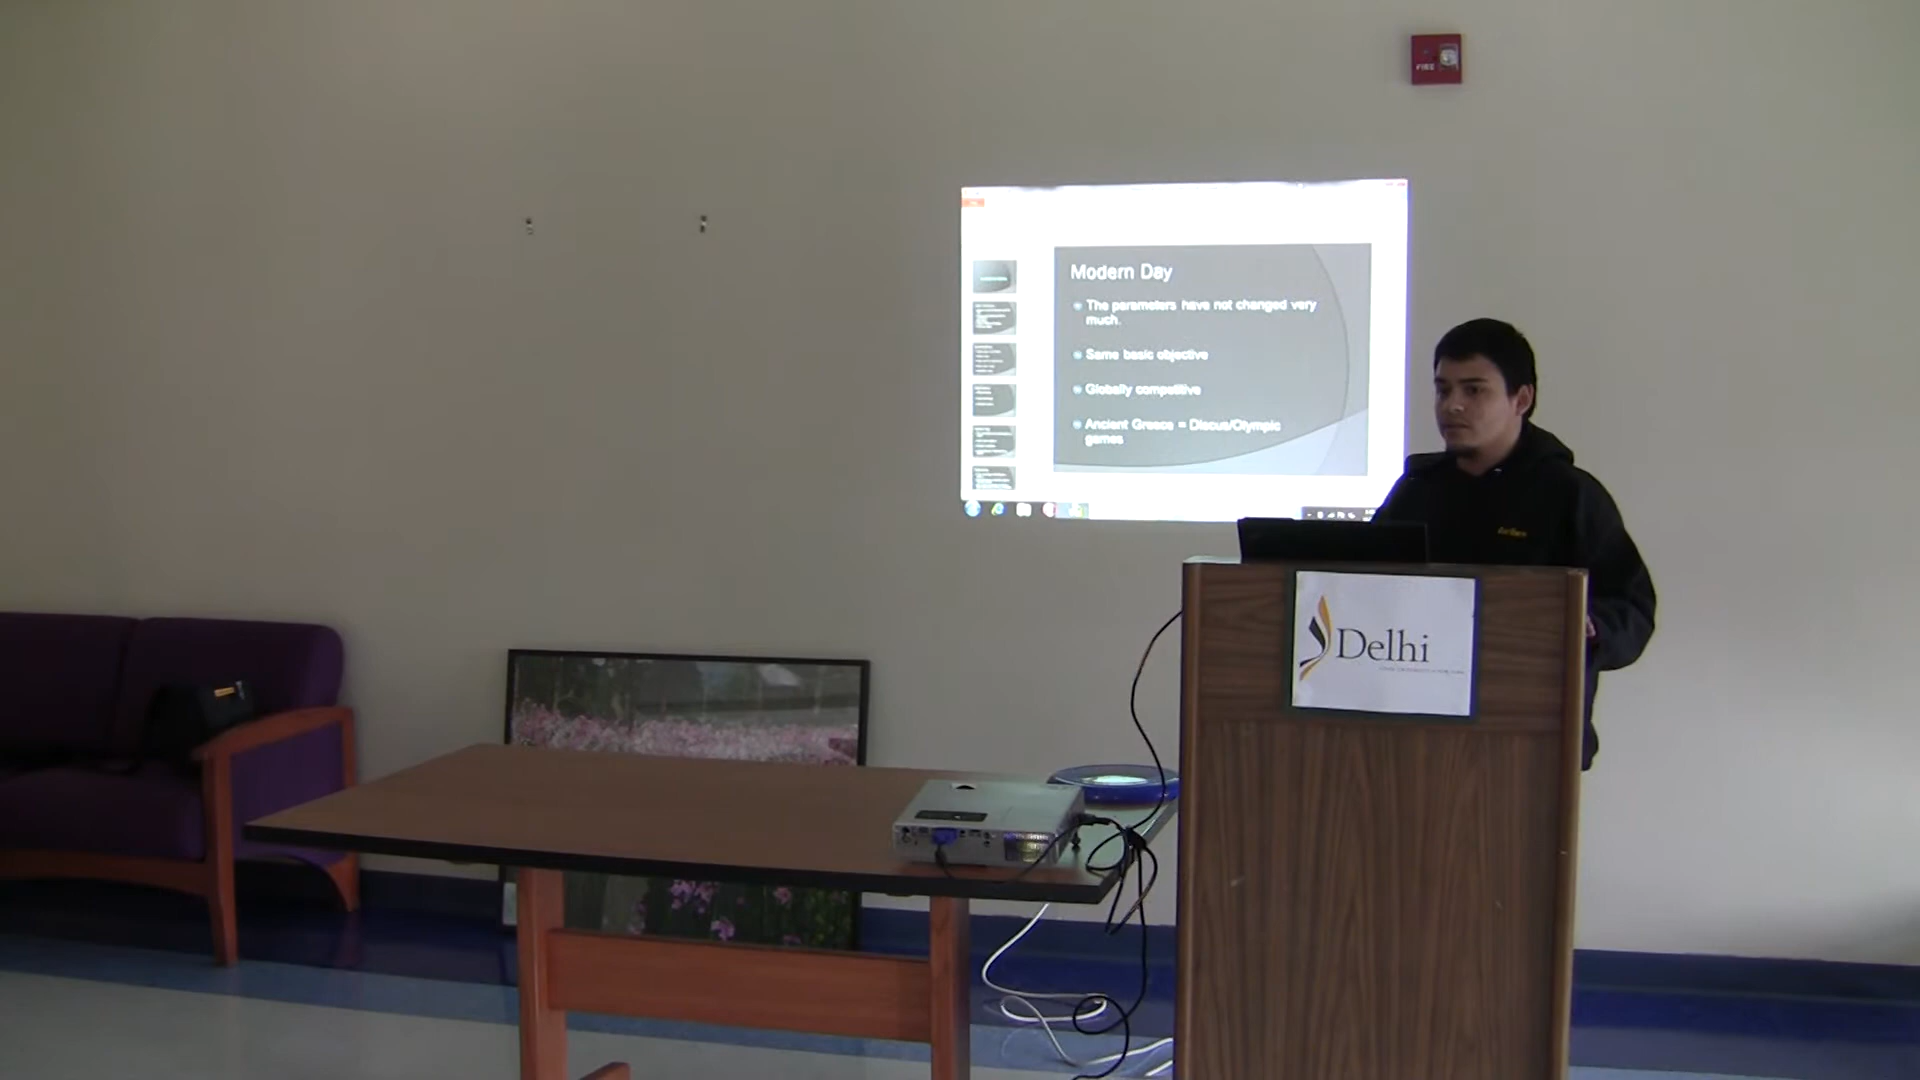 FIRE
Modern Day
The parameters have not changed very
much.
Same basic objective
Globally competitive
Ancient Greece = Discus/Olympic
games
Delhi